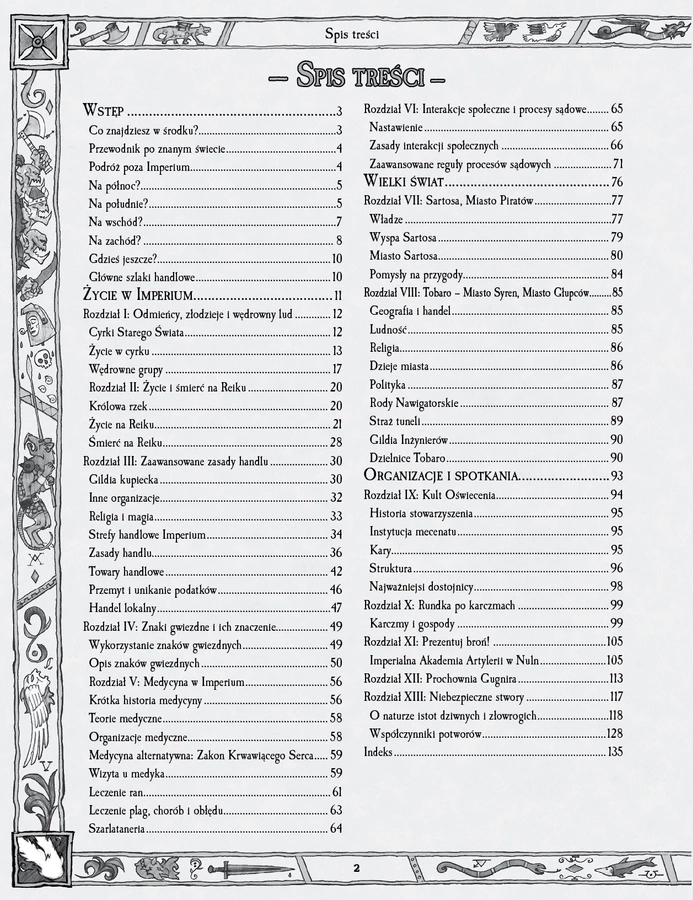 Spis treści
— Spis treści —
Wstęp ........................................................3
Co znajdziesz w środku?........................................3
Przewodnik po znanym świecie...................................4
Podróż poza Imperium...........................................4
Na północ?.....................................................5
Na południe?...................................................5
Na wschód?.....................................................7
Na zachód? .................................................... 8
Gdzieś jeszcze?................................................10
Główne szlaki handlowe.........................................10
Życie w Imperium...............................................11
Rozdział I: Odmieńcy, złodzieje i wędrowny lud ............12
Cyrki Starego Świata...........................................12
Życie w cyrku .................................................13
Wędrowne grupy ................................................17
Rozdział II: Życie i śmierć na Reiku ..........................20
Królowa rzek ..................................................20
Życie na Reiku.................................................21
Śmierć na Reiku................................................28
Rozdział III: Zaawansowane zasady handlu ...................30
Gildia kupiecka ...............................................30
Inne organizacje...............................................32
Religia i magia................................................33
Strefy handlowe Imperium.......................................34
Zasady handlu..................................................36
Towary handlowe ...............................................42
Przemyt i unikanie podatków....................................46
Handel lokalny.................................................47
Rozdział IV: Znaki gwiezdne i ich znaczenie....................49
Wykorzystanie znaków gwiezdnych................................49
Opis znaków gwiezdnych ........................................50
Rozdział V: Medycyna w Imperium................................56
Krótka historia medycyny ......................................56
Teorie medyczne................................................58
Organizacje medyczne...........................................58
Medycyna alternatywna: Zakon Krwawiącego Serca..... 59
Wizyta u medyka................................................59
Leczenie ran...................................................61
Leczenie plag, chorób i obłędu.................................63
Szarlataneria .................................................64
Rozdział VI: Interakcje społeczne i procesy sądowe........ 65
Nastawienie ...................................................65
Zasady interakcji społecznych ................................. 66
Zaawansowane reguły procesów sądowych .........................71
Wielki świat...................................................76
Rozdział VII: Sartosa, Miasto Piratów..........................77
Władze ........................................................77
Wyspa Sartosa .................................................79
Miasto Sartosa.................................................80
Pomysły na przygody............................................84
Rozdział VIII: Tobaro – Miasto Syren, Miasto Głupców.........85
Geografia i handel.............................................85
Ludność........................................................85
Religia........................................................86
Dzieje miasta..................................................86
Polityka ......................................................87
Rody Nawigatorskie ............................................87
Straż tuneli...................................................89
Gildia Inżynierów .............................................90
Dzielnice Tobaro...............................................90
Organizacje i spotkania........................................93
Rozdział IX: Kult Oświecenia...................................94
Historia stowarzyszenia........................................95
Instytucja mecenatu ...........................................95
Kary...........................................................95
Struktura .....................................................96
Najważniejsi dostojnicy........................................98
Rozdział X: Rundka po karczmach ...............................99
Karczmy i gospody .............................................99
Rozdział XI: Prezentuj broń! ..................................105
Imperialna Akademia Artylerii w Nuln...........................105
Rozdział XII: Prochownia Gugnira...............................113
Rozdział XIII: Niebezpieczne stwory ...........................117
O naturze istot dziwnych i złowrogich..........................118
Współczynniki potworów.........................................128
Indeks ........................................................135
2